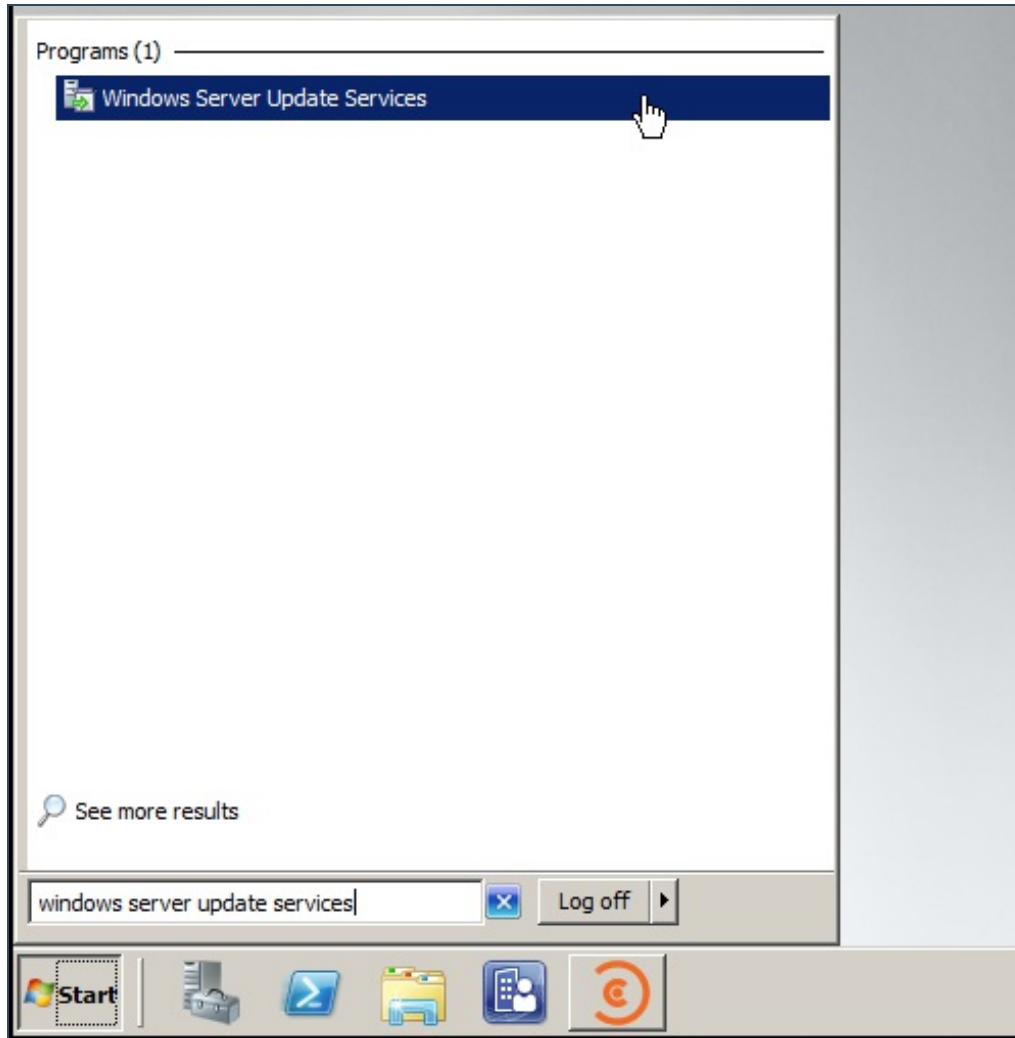 Programs (1)
Windows Server Update Services
See more results
windows server update services
Log off
Start